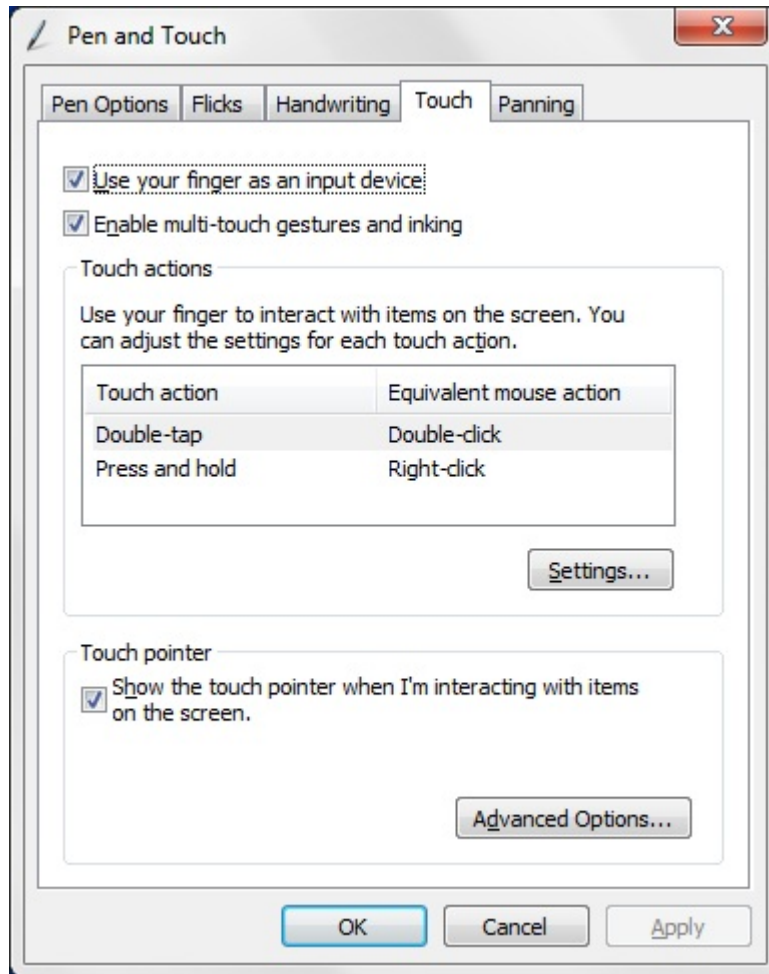 Pen and Touch
Pen Options Flicks Handwriting Touch Panning
Use your finger as an input device
Enable multi-touch gestures and inking
Touch actions
Use your finger to interact with items on the screen. You
can adjust the settings for each touch action.
Touch action Equivalent mouse action
Double-tap Double-click
Press and hold Right-click
Settings...
Touch pointer
Show the touch pointer when I'm interacting with items
on the screen.
Advanced Options...
OK Cancel Apply